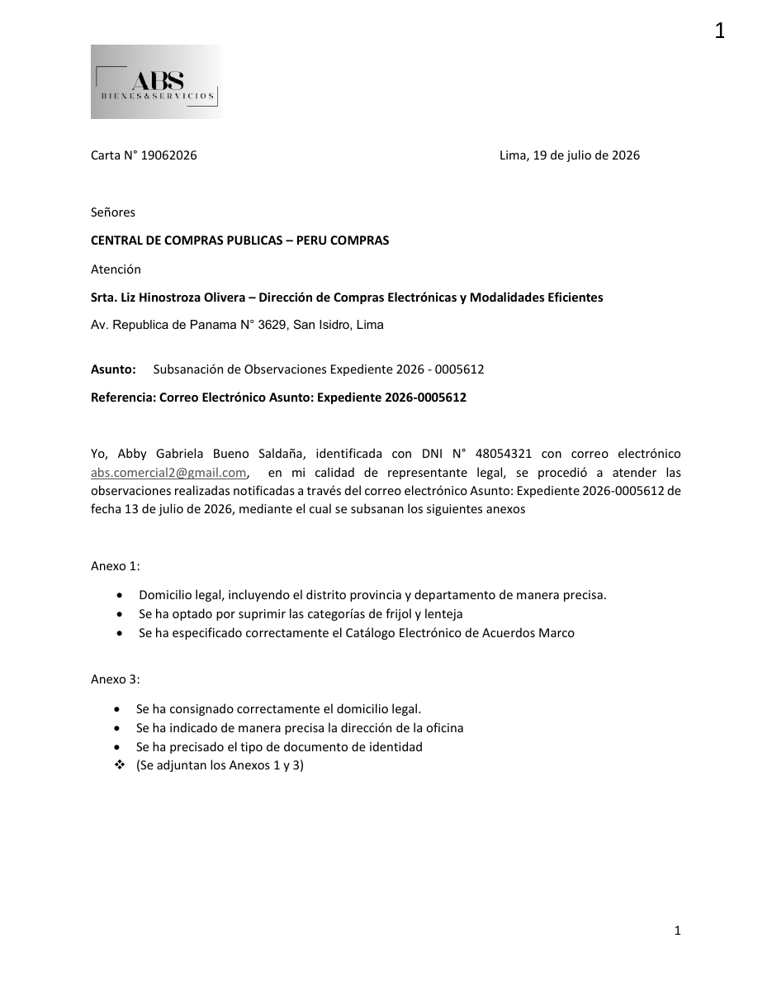 1
ABS
BIENES&SERVICIOS
Carta N° 19062026 Lima, 19 de julio de 2026
Señores
CENTRAL DE COMPRAS PUBLICAS – PERU COMPRAS
Atención
Srta. Liz Hinostroza Olivera – Dirección de Compras Electrónicas y Modalidades Eficientes
Av. Republica de Panama N° 3629, San Isidro, Lima
Asunto: Subsanación de Observaciones Expediente 2026 - 0005612
Referencia: Correo Electrónico Asunto: Expediente 2026-0005612
Yo, Abby Gabriela Bueno Saldaña, identificada con DNI N° 48054321 con correo electrónico
abs.comercial2@gmail.com, en mi calidad de representante legal, se procedió a atender las
observaciones realizadas notificadas a través del correo electrónico Asunto: Expediente 2026-0005612 de
fecha 13 de julio de 2026, mediante el cual se subsanan los siguientes anexos
Anexo 1:
• Domicilio legal, incluyendo el distrito provincia y departamento de manera precisa.
• Se ha optado por suprimir las categorías de frijol y lenteja
• Se ha especificado correctamente el Catálogo Electrónico de Acuerdos Marco
Anexo 3:
• Se ha consignado correctamente el domicilio legal.
• Se ha indicado de manera precisa la dirección de la oficina
• Se ha precisado el tipo de documento de identidad
❖ (Se adjuntan los Anexos 1 y 3)
1